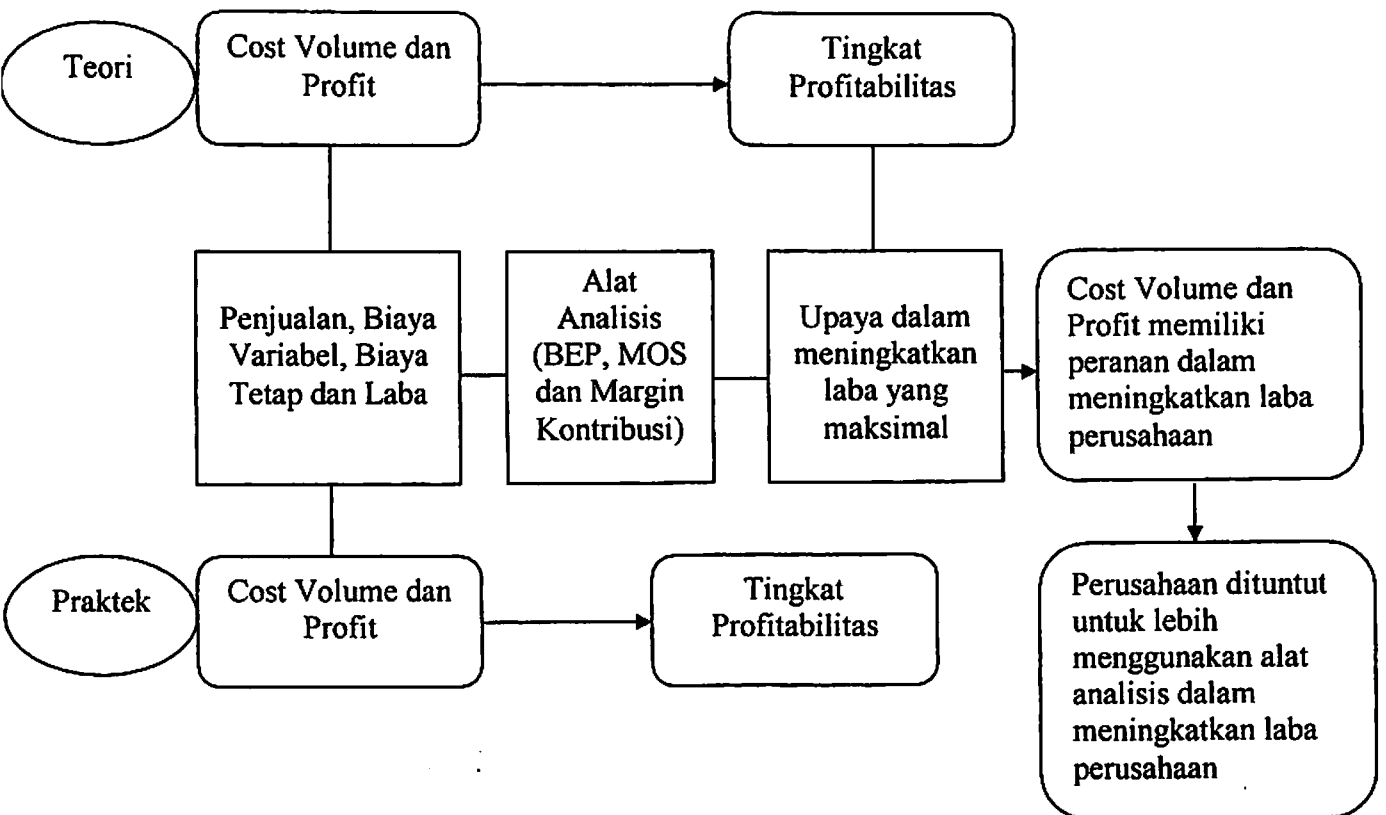 Teori
Cost Volume dan
Profit
Tingkat
Profitabilitas
Penjualan, Biaya
Variabel, Biaya
Tetap dan Laba
Alat
Analisis
(BEP, MOS
dan Margin
Kontribusi)
Upaya dalam
meningkatkan
laba yang
maksimal
Cost Volume dan
Profit memiliki
peranan dalam
meningkatkan laba
perusahaan
Praktek
Cost Volume dan
Profit
Tingkat
Profitabilitas
Perusahaan dituntut
untuk lebih
menggunakan alat
analisis dalam
meningkatkan laba
perusahaan